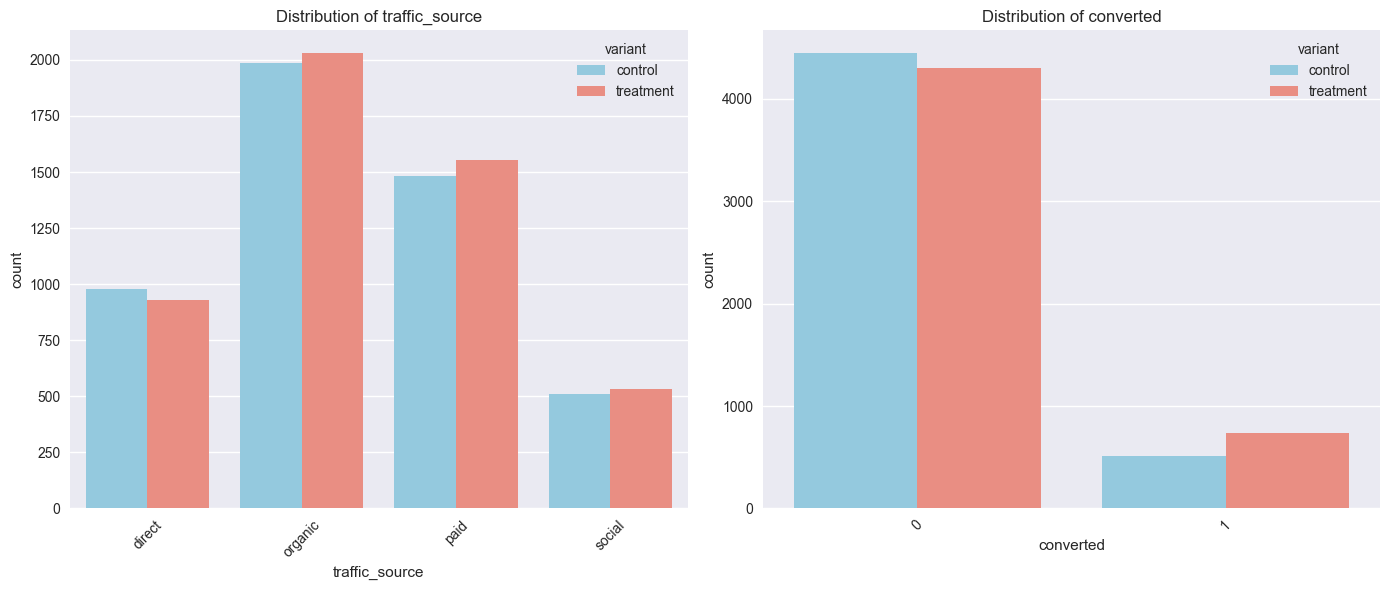 Distribution of traffic_source
variant
control
treatment
count
2000
1750
1500
1250
1000
750
500
250
0
direct
organic
paid
social
traffic_source
Distribution of converted
variant
control
treatment
count
4000
3000
2000
1000
0
0
1
converted